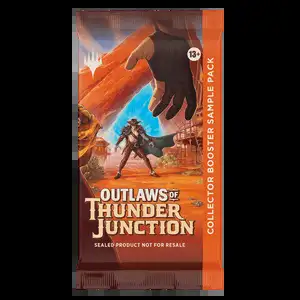 13+
OUTLAWS OF
THUNDER
JUNCTION
SEALED PRODUCT NOT FOR RESALE
COLLECTOR BOOSTER SAMPLE PACK